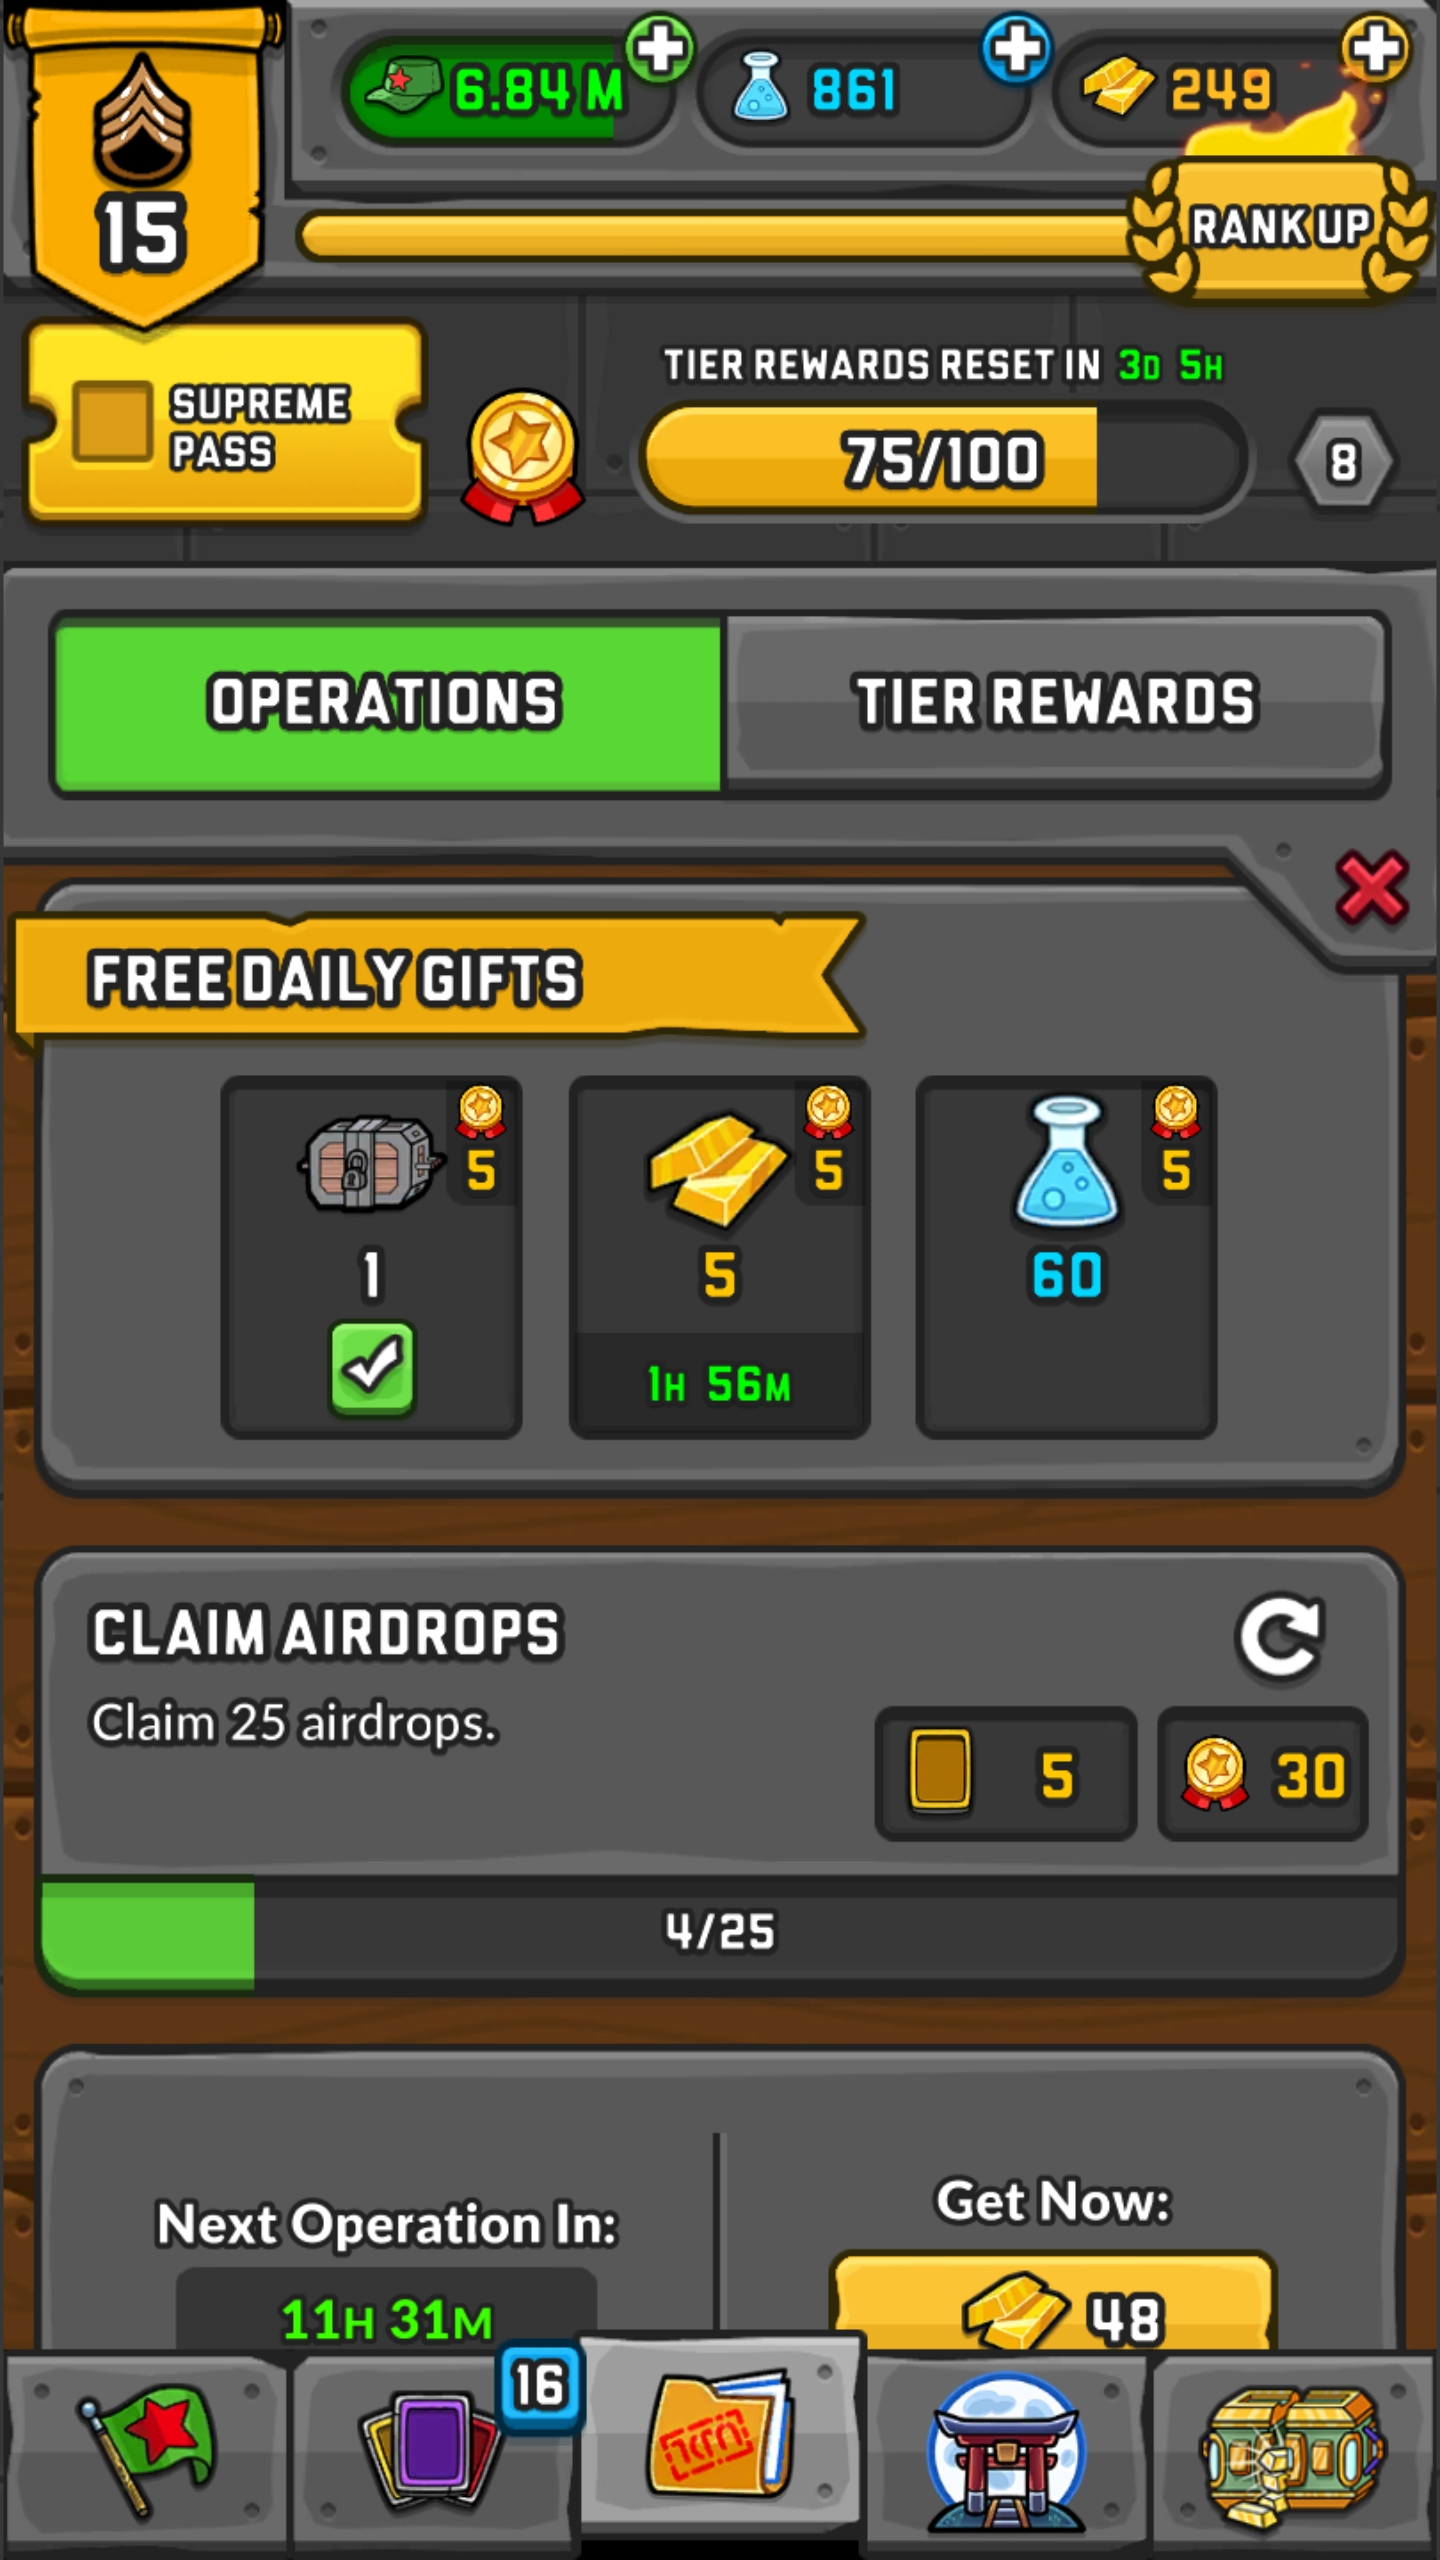 15
6.84 M
861
249
RANK UP
SUPREME
PASS
TIER REWARDS RESET IN 3D 5H
75/100
8
OPERATIONS
TIER REWARDS
FREE DAILY GIFTS
5
5
5
1
5
60
1H 56M
CLAIM AIRDROPS
Claim 25 airdrops.
5
30
4/25
Next Operation In:
Get Now:
11H 31M
48
16